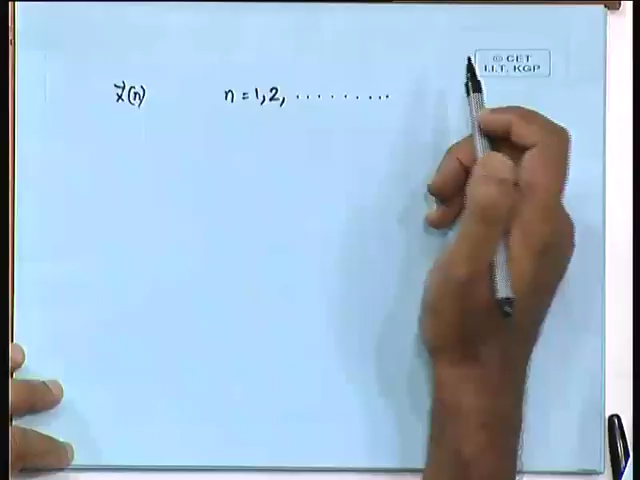 © CET
I.I.T. KGP
x⃗(n) n = 1,2, ..........